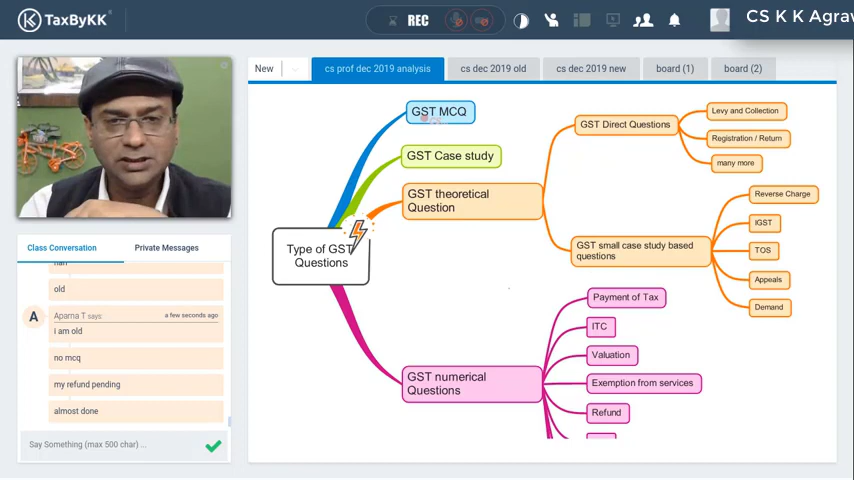 TaxByKK
REC
CS K K Agraw
New
cs prof dec 2019 analysis
cs dec 2019 old
cs dec 2019 new
board (1)
board (2)
Class Conversation
Private Messages
old
A
Aparna T says:
a few seconds ago
i am old
no mcq
my refund pending
almost done
Say Something (max 500 char) ...
Type of GST
Questions
GST MCQ
GST Case study
GST theoretical
Question
GST Direct Questions
Levy and Collection
Registration / Return
many more
GST small case study based
questions
Reverse Charge
IGST
TOS
Appeals
Demand
GST numerical
Questions
Payment of Tax
ITC
Valuation
Exemption from services
Refund